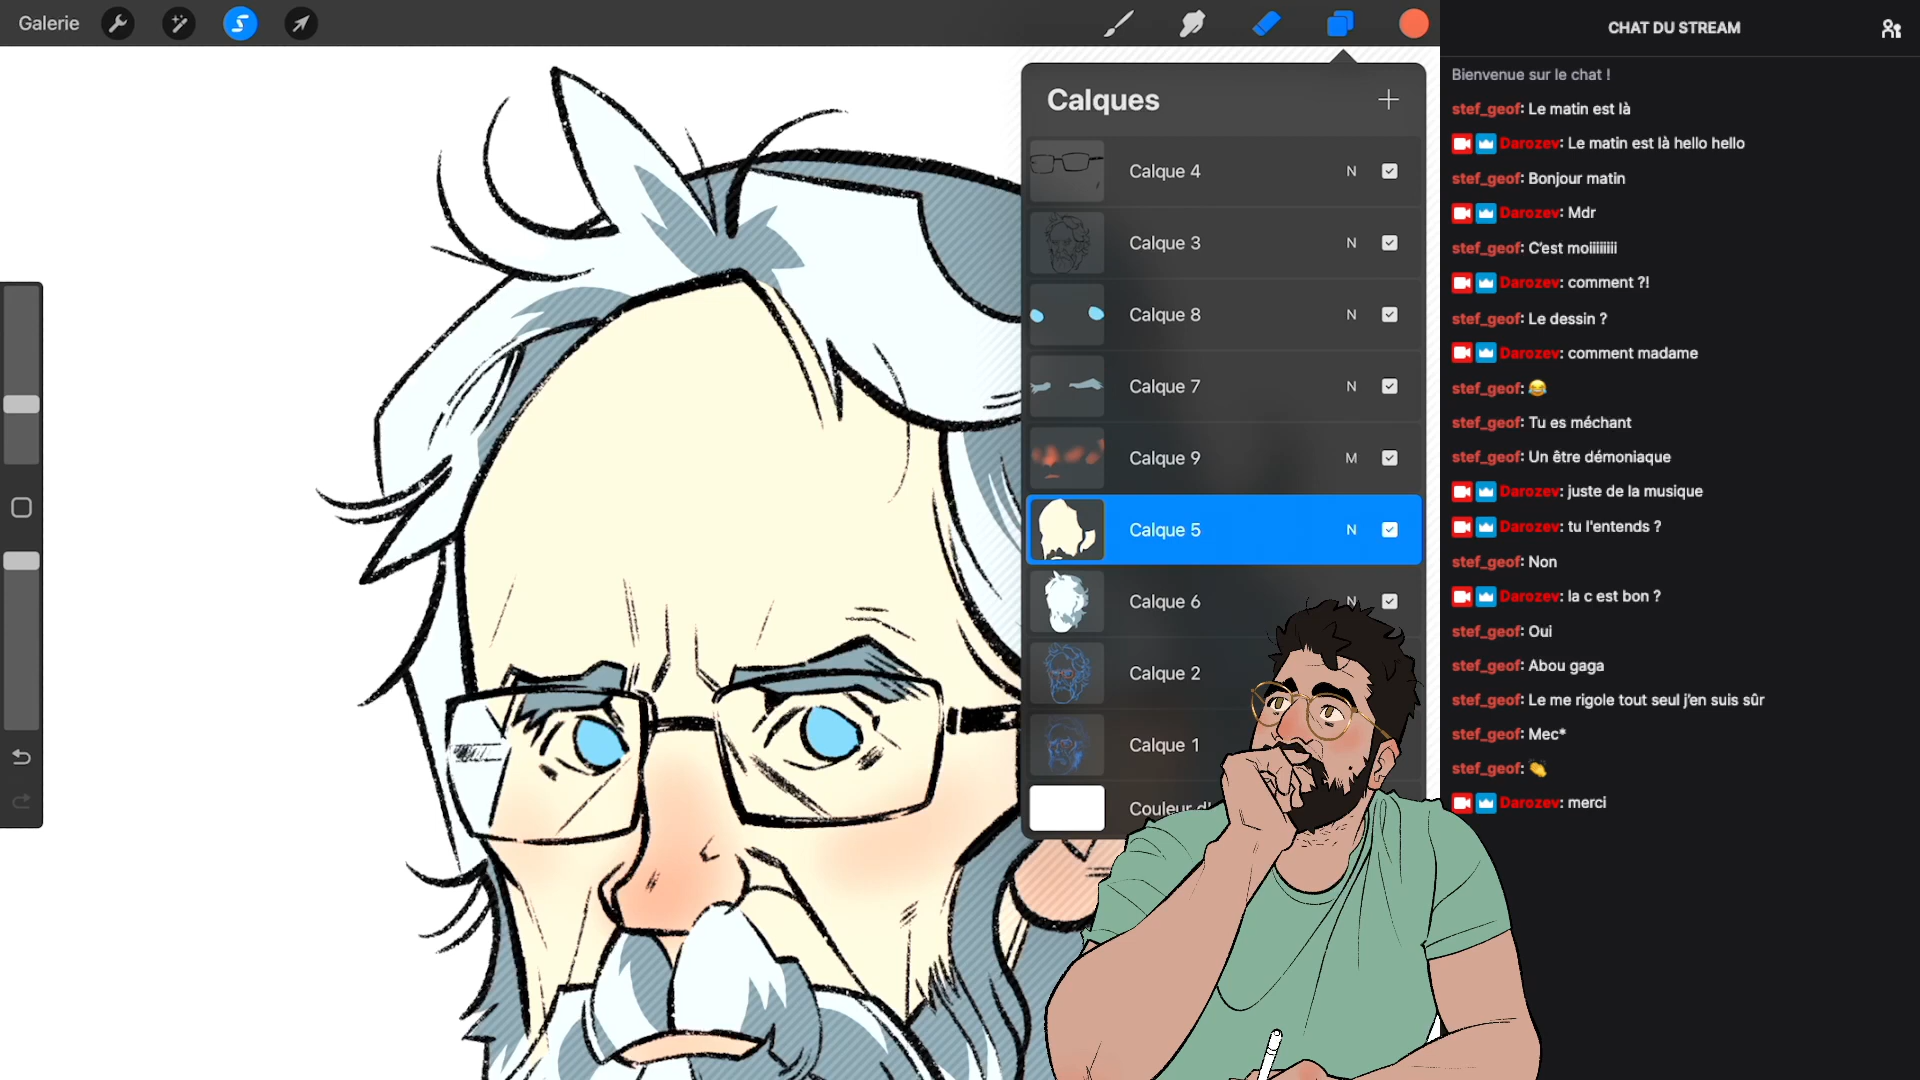 Galerie
Calques
Calque 4 N
Calque 3 N
Calque 8 N
Calque 7 N
Calque 9 M
Calque 5 N
Calque 6 N
Calque 2
Calque 1
Couleur d'
CHAT DU STREAM
Bienvenue sur le chat !
stef_geof: Le matin est là
Darozev: Le matin est là hello hello
stef_geof: Bonjour matin
Darozev: Mdr
stef_geof: C'est moiiiiiiiii
Darozev: comment ?!
stef_geof: Le dessin ?
Darozev: comment madame
stef_geof: 😂
stef_geof: Tu es méchant
stef_geof: Un être démoniaque
Darozev: juste de la musique
Darozev: tu l'entends ?
stef_geof: Non
Darozev: la c est bon ?
stef_geof: Oui
stef_geof: Abou gaga
stef_geof: Le me rigole tout seul j'en suis sûr
stef_geof: Mec*
stef_geof: 👏
Darozev: merci